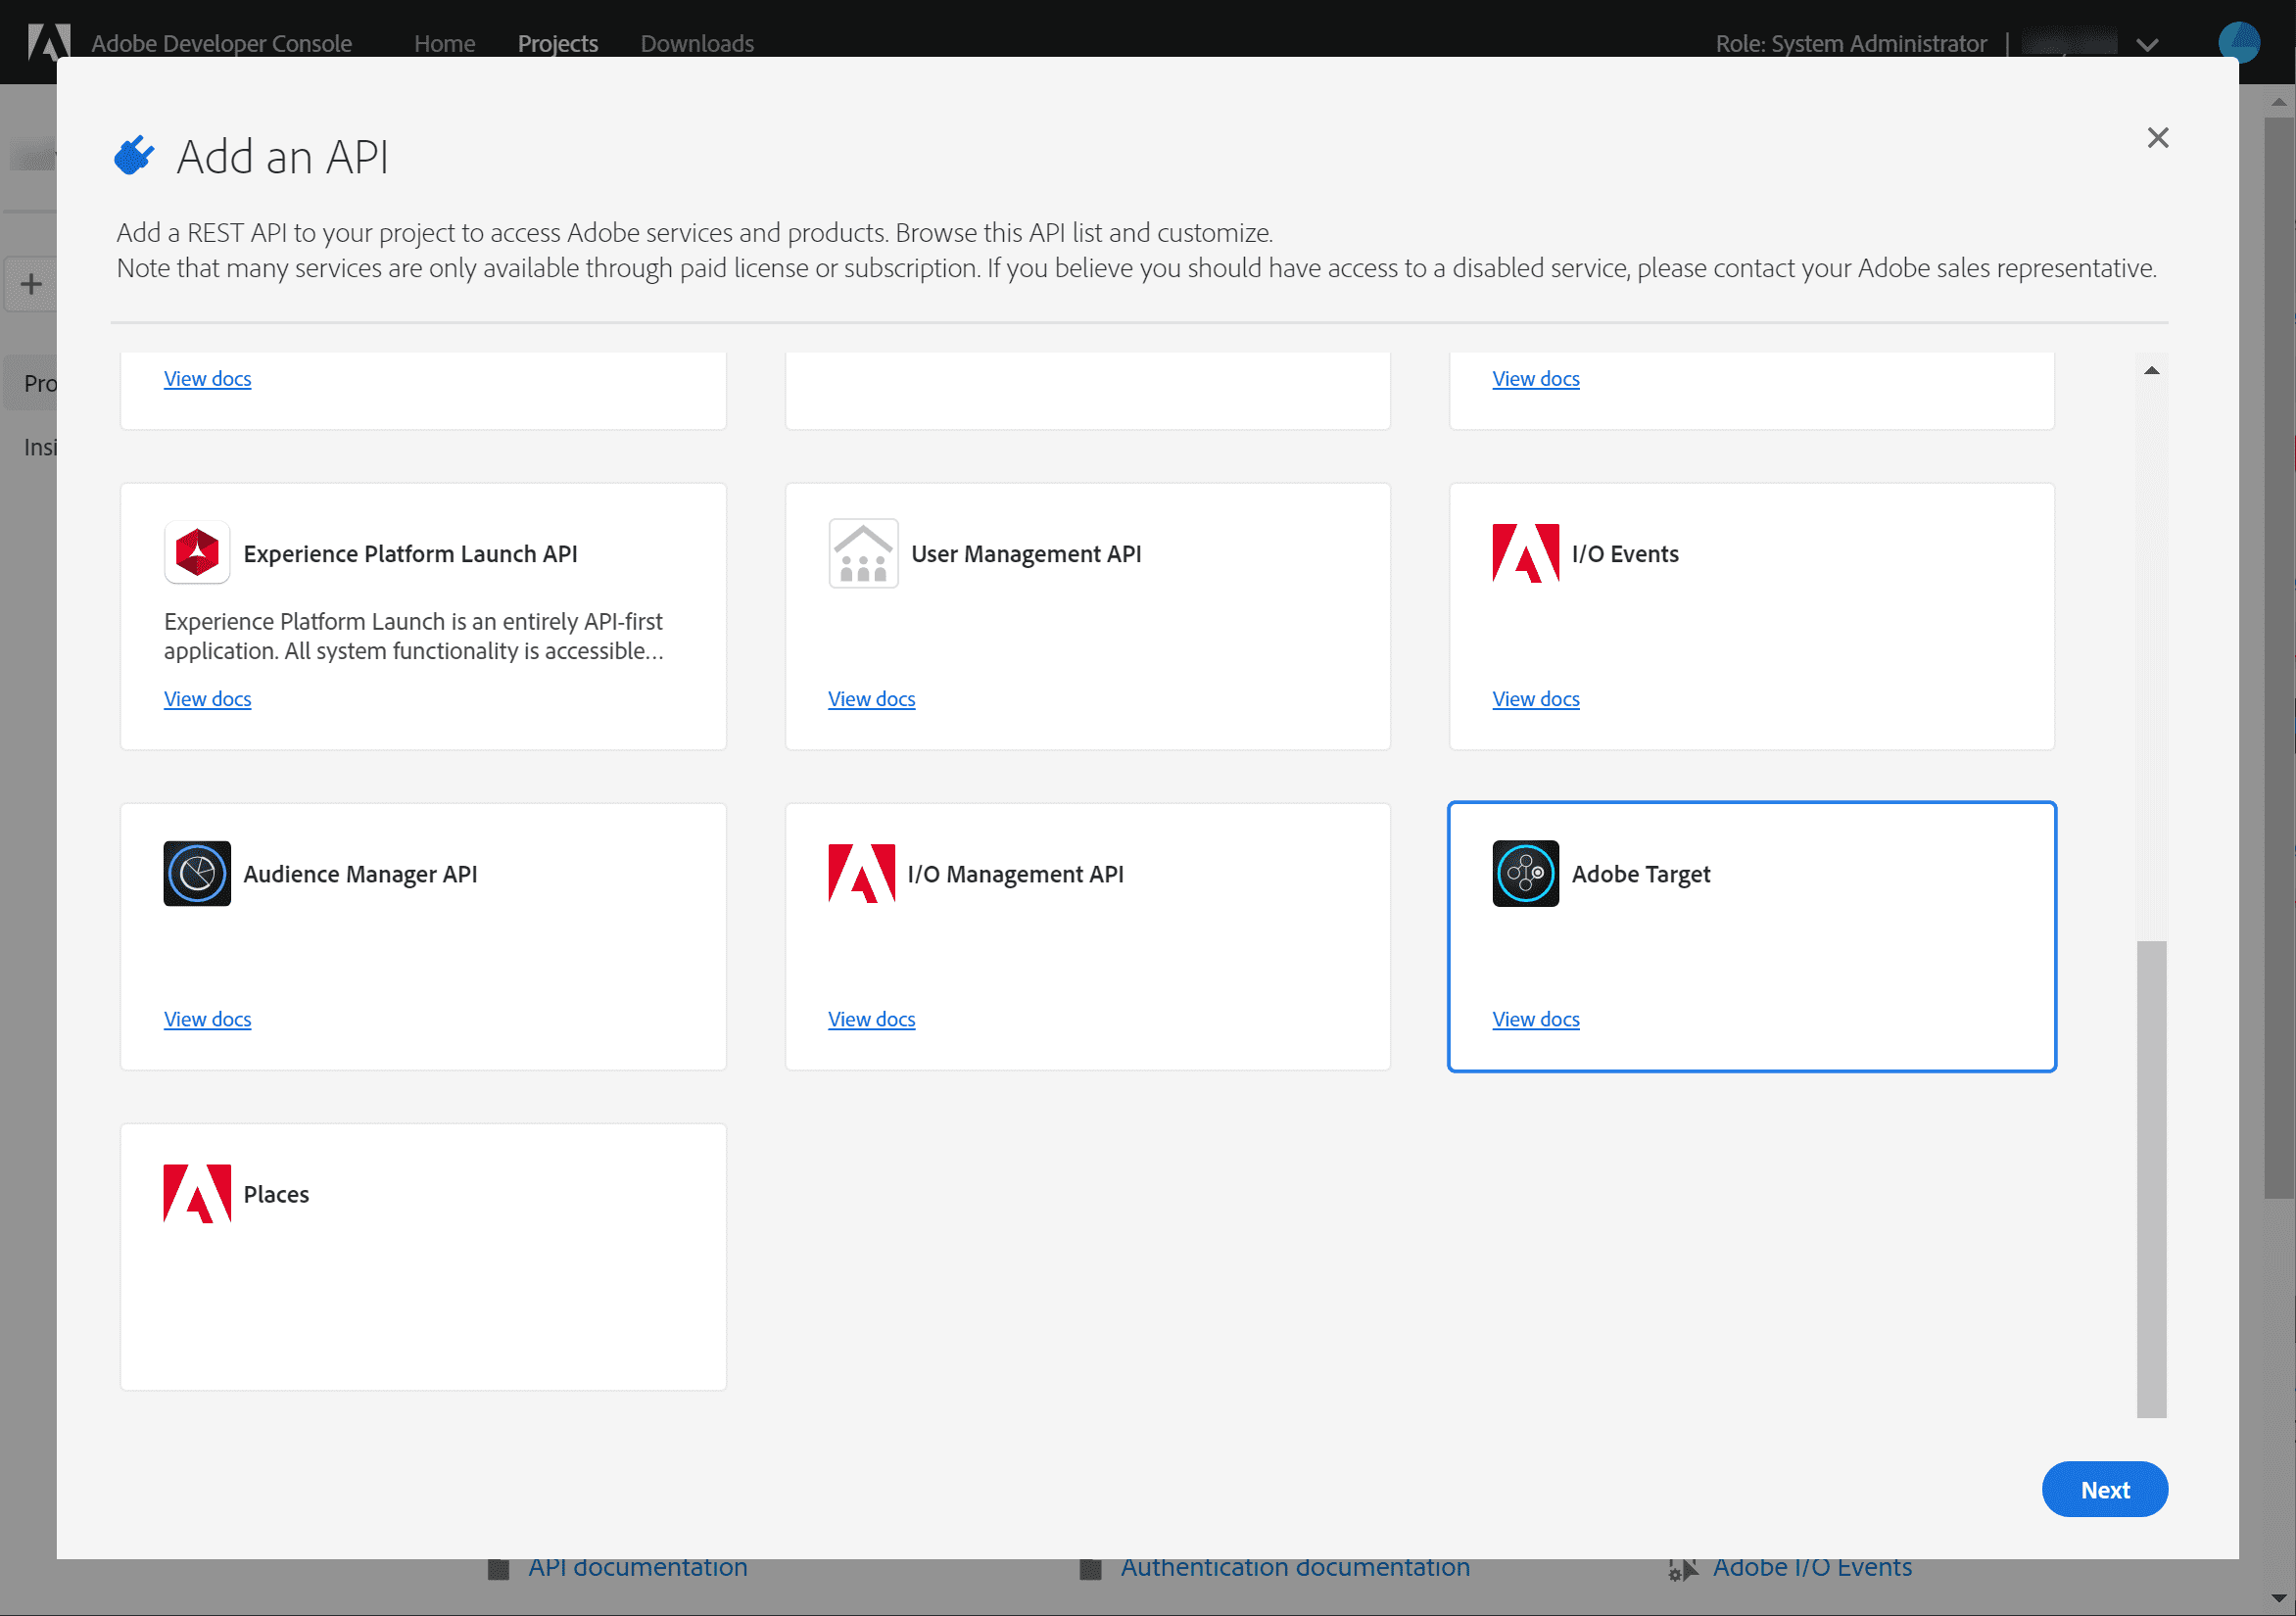 Adobe Developer Console
Home
Projects
Downloads
Role: System Administrator
Add an API
Add a REST API to your project to access Adobe services and products. Browse this API list and customize.
Note that many services are only available through paid license or subscription. If you believe you should have access to a disabled service, please contact your Adobe sales representative.
Pro
Insi
View docs
View docs
Experience Platform Launch API
Experience Platform Launch is an entirely API-first
application. All system functionality is accessible...
View docs
User Management API
View docs
I/O Events
View docs
Audience Manager API
View docs
I/O Management API
View docs
Adobe Target
View docs
Places
Next
API documentation
Authentication documentation
Adobe I/O Events